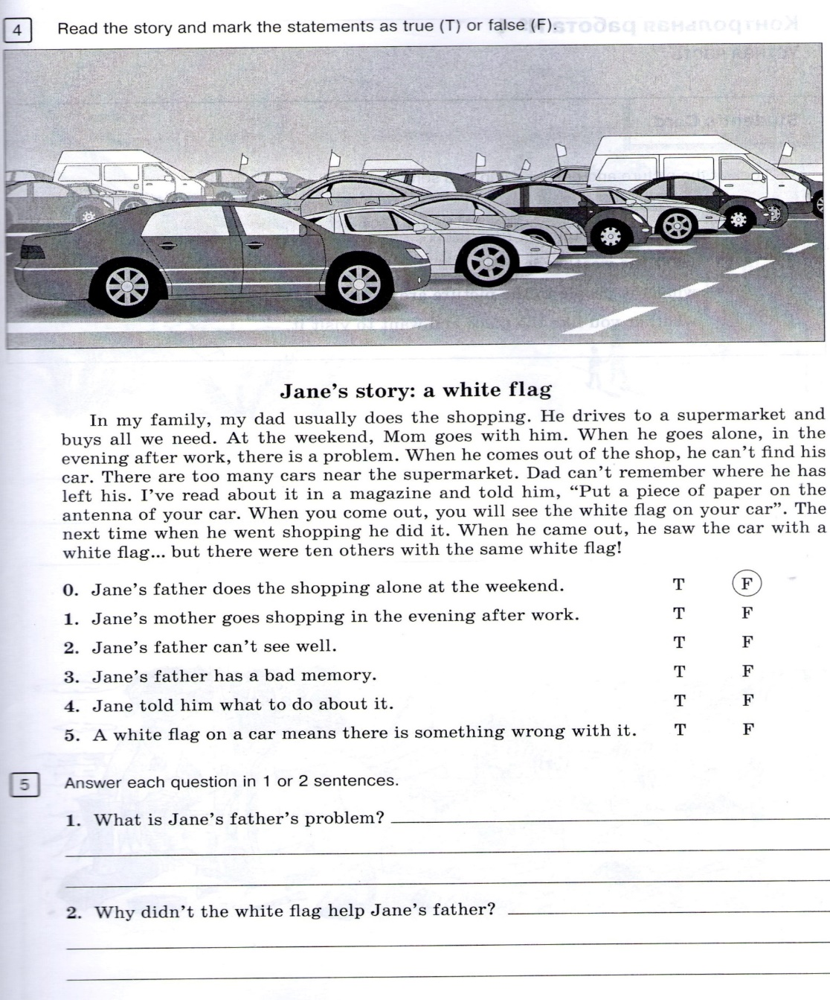 4 Read the story and mark the statements as true (T) or false (F).
Jane's story: a white flag
In my family, my dad usually does the shopping. He drives to a supermarket and
buys all we need. At the weekend, Mom goes with him. When he goes alone, in the
evening after work, there is a problem. When he comes out of the shop, he can't find his
car. There are too many cars near the supermarket. Dad can't remember where he has
left his. I've read about it in a magazine and told him, “Put a piece of paper on the
antenna of your car. When you come out, you will see the white flag on your car”. The
next time when he went shopping he did it. When he came out, he saw the car with a
white flag... but there were ten others with the same white flag!
0. Jane's father does the shopping alone at the weekend. T F
1. Jane's mother goes shopping in the evening after work. T F
2. Jane's father can't see well. T F
3. Jane's father has a bad memory. T F
4. Jane told him what to do about it. T F
5. A white flag on a car means there is something wrong with it. T F
5 Answer each question in 1 or 2 sentences.
1. What is Jane's father's problem?
2. Why didn't the white flag help Jane's father?